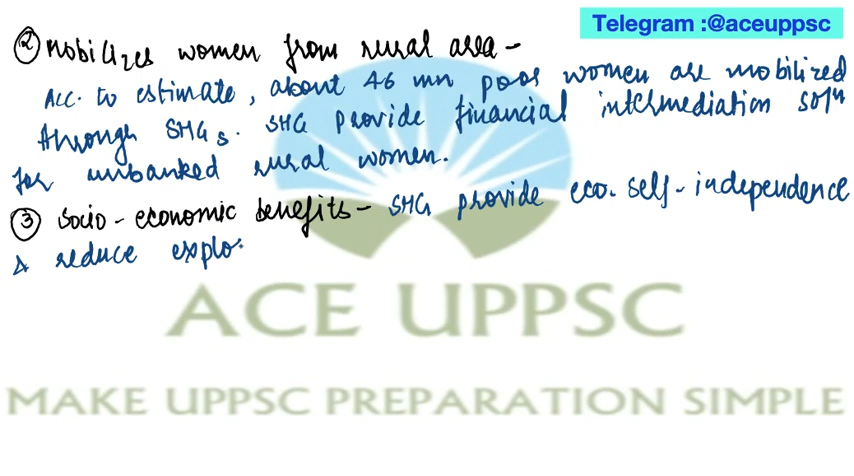 Telegram :@aceuppsc
② Mobilizes women from rural area -
Acc. to estimate, about 46 mn poor women are mobilized
through SHGs. SHG provide financial intermediation solⁿ
for unbanked rural women.
③ Socio - economic benefits - SHG provide eco. self - independence
& reduce explo
ACE UPPSC
MAKE UPPSC PREPARATION SIMPLE